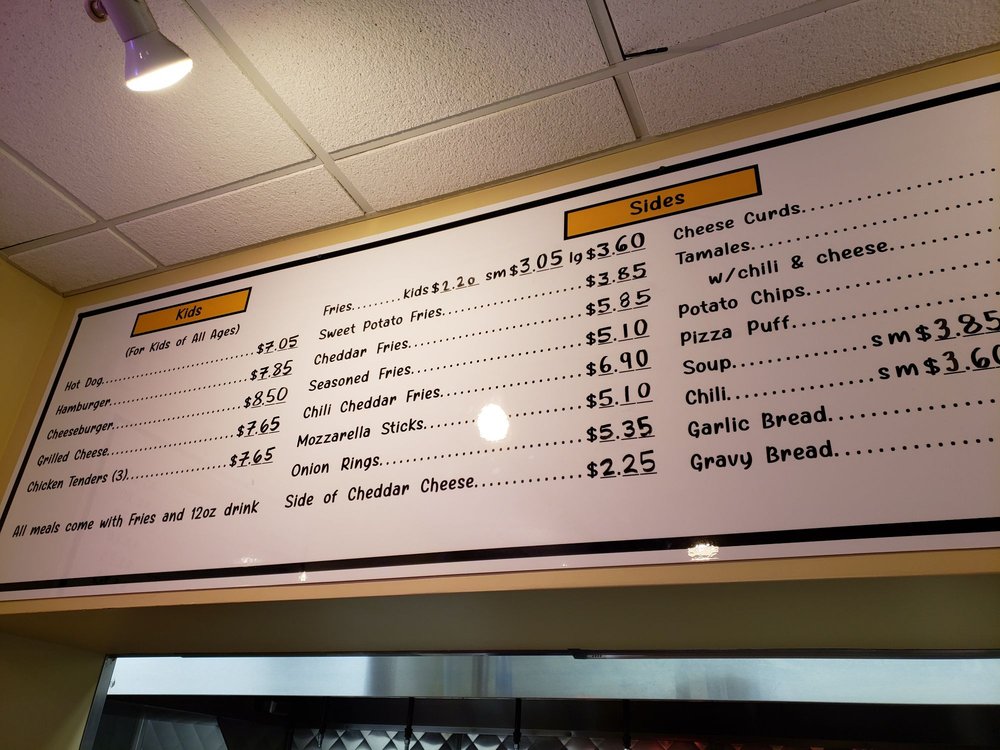 Kids
(For Kids of All Ages)
Hot Dog........................$7.05
Hamburger........................$7.85
Cheeseburger........................$8.50
Grilled Cheese........................$7.65
Chicken Tenders (3)..................$7.65
All meals come with Fries and 12oz drink
Sides
Fries........Kids $2.20 sm $3.05 lg $3.60
Sweet Potato Fries........................$3.85
Cheddar Fries........................$5.85
Seasoned Fries........................$5.10
Chili Cheddar Fries........................$6.90
Mozzarella Sticks........................$5.10
Onion Rings........................$5.35
Side of Cheddar Cheese..............$2.25
Cheese Curds........................
Tamales........................
w/chili & cheese............
Potato Chips........................
Pizza Puff........................
Soup..............sm $3.85
Chili..............sm $3.60
Garlic Bread..................
Gravy Bread..................